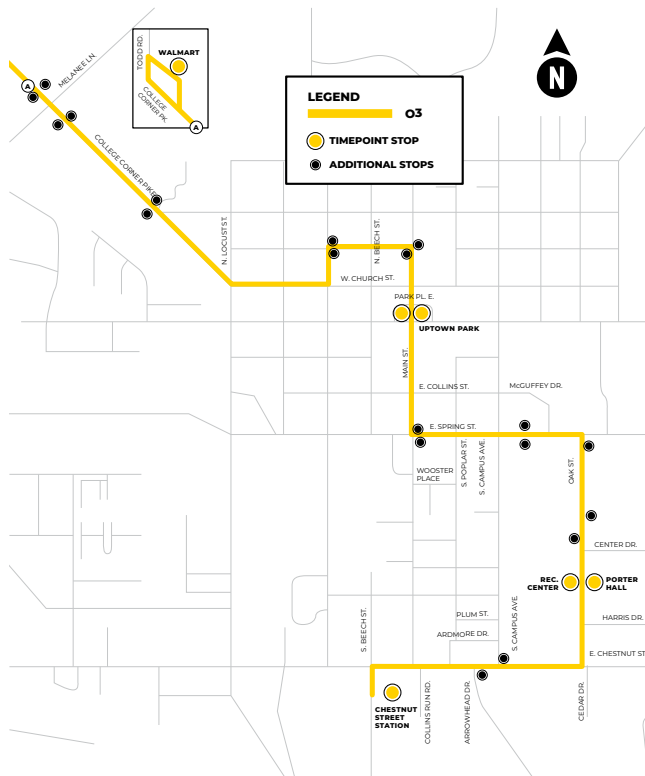 TODD RD.
WALMART
COLLEGE
CORNER PK.
A
N
LEGEND
O3
TIMEPOINT STOP
ADDITIONAL STOPS
MELANEE LN.
A
COLLEGE CORNER PIKE
N. LOCUST ST.
N. BEECH ST.
W. CHURCH ST.
PARK PL. E.
UPTOWN PARK
MAIN ST.
E. COLLINS ST.
McGUFFEY DR.
E. SPRING ST.
WOOSTER
PLACE
S. POPLAR ST.
S. CAMPUS AVE.
OAK ST.
CENTER DR.
REC.
CENTER
PORTER
HALL
S. BEECH ST.
PLUM ST.
ARDMORE DR.
S. CAMPUS AVE.
HARRIS DR.
E. CHESTNUT ST
CHESTNUT
STREET
STATION
COLLINS RUN RD.
ARROWHEAD DR.
CEDAR DR.